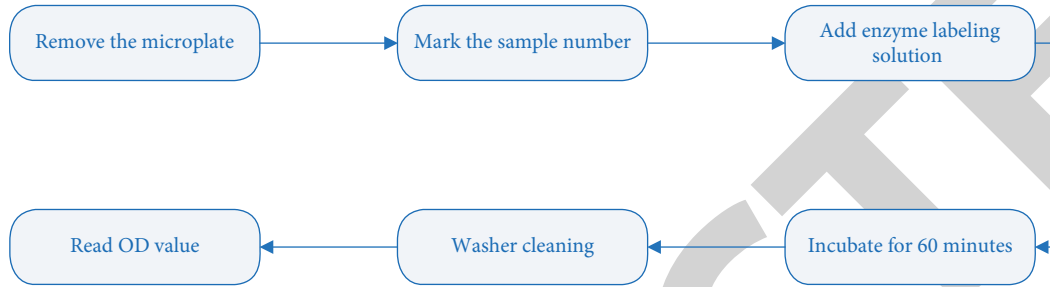 Remove the microplate
Mark the sample number
Add enzyme labeling
solution
Incubate for 60 minutes
Washer cleaning
Read OD value